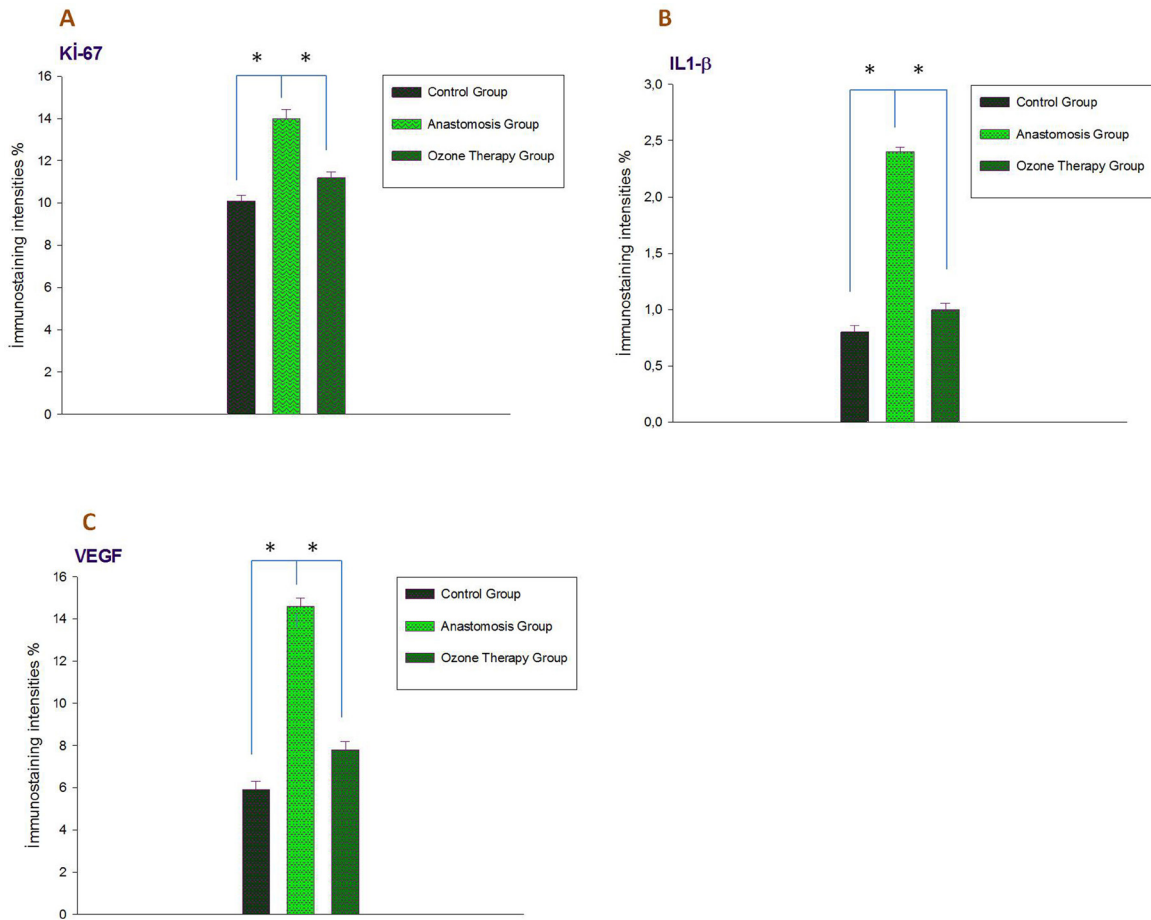 A
Kİ-67
* *
16
14
12
10
8
6
4
2
0
İmmunostaining intensities %
Control Group
Anastomosis Group
Ozone Therapy Group
B
IL1-β
* *
3,0
2,5
2,0
1,5
1,0
0,5
0,0
İmmunostaining intensities %
Control Group
Anastomosis Group
Ozone Therapy Group
C
VEGF
* *
16
14
12
10
8
6
4
2
0
İmmunostaining intensities %
Control Group
Anastomosis Group
Ozone Therapy Group